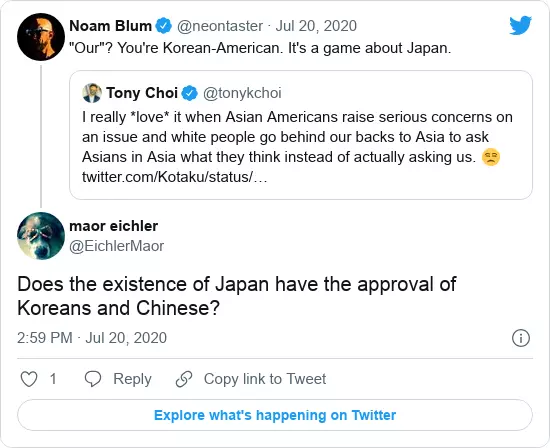 Noam Blum @neontaster · Jul 20, 2020
"Our"? You're Korean-American. It's a game about Japan.
Tony Choi @tonykchoi
I really *love* it when Asian Americans raise serious concerns on
an issue and white people go behind our backs to Asia to ask
Asians in Asia what they think instead of actually asking us. 😒
twitter.com/Kotaku/status/…
maor eichler
@EichlerMaor
Does the existence of Japan have the approval of
Koreans and Chinese?
2:59 PM · Jul 20, 2020
1 Reply Copy link to Tweet
Explore what's happening on Twitter